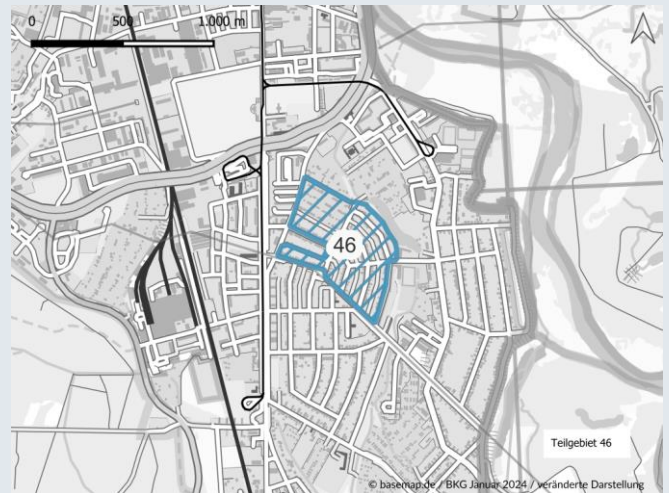 0 500 1.000 m
46
Teilgebiet 46
© basemap.de / BKG Januar 2024 / veränderte Darstellung